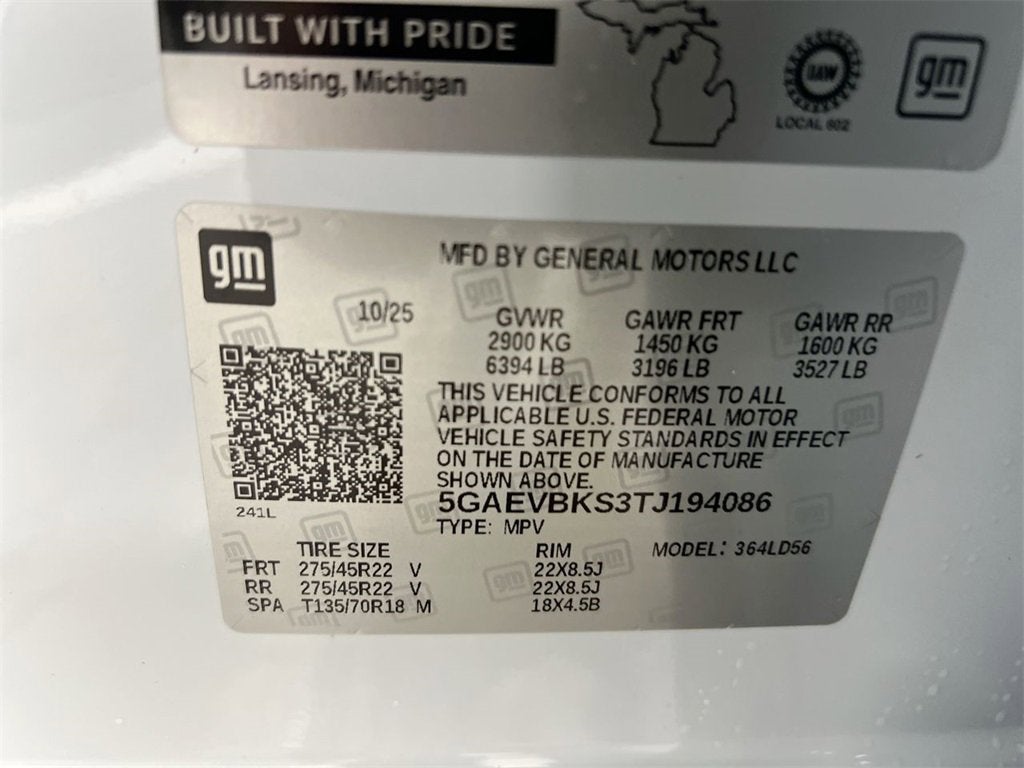 BUILT WITH PRIDE
Lansing, Michigan
UAW
LOCAL 602
gm
gm
MFD BY GENERAL MOTORS LLC
10/25
GVWR GAWR FRT GAWR RR
2900 KG 1450 KG 1600 KG
6394 LB 3196 LB 3527 LB
THIS VEHICLE CONFORMS TO ALL
APPLICABLE U.S. FEDERAL MOTOR
VEHICLE SAFETY STANDARDS IN EFFECT
ON THE DATE OF MANUFACTURE
SHOWN ABOVE.
5GAEVBKS3TJ194086
241L
TYPE: MPV
TIRE SIZE RIM MODEL: 364LD56
FRT 275/45R22 V 22X8.5J
RR 275/45R22 V 22X8.5J
SPA T135/70R18 M 18X4.5B